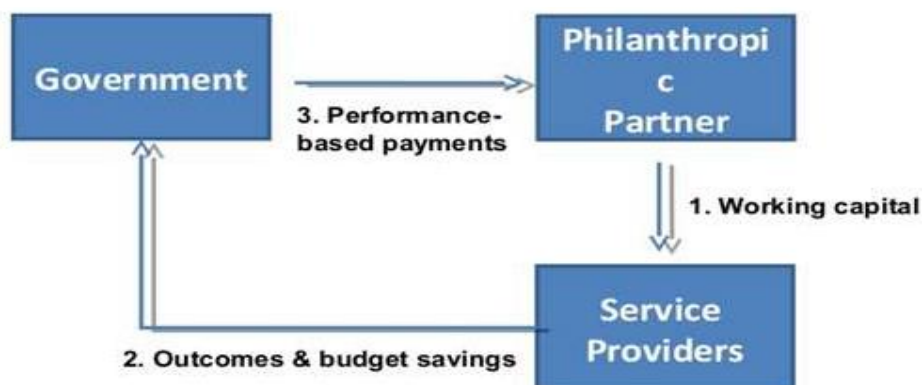 Government
Philanthropi
c
Partner
3. Performance-
based payments
1. Working capital
Service
Providers
2. Outcomes & budget savings